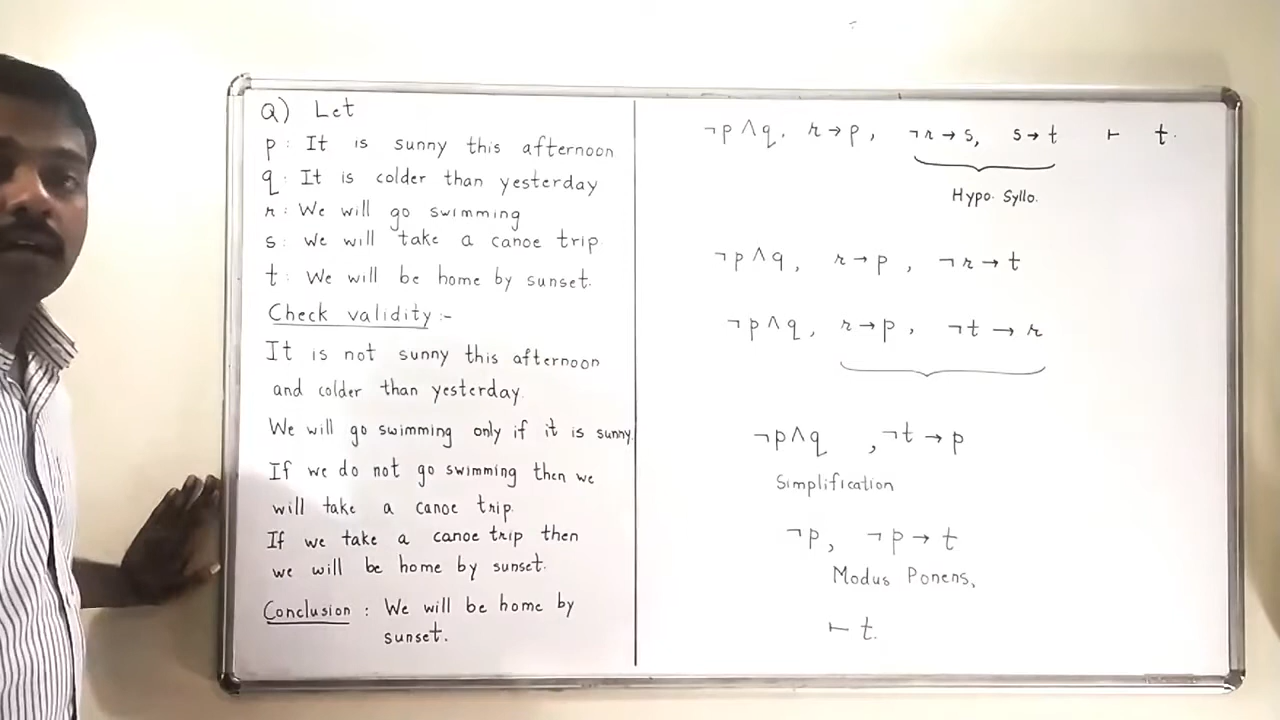 Q) Let
p: It is sunny this afternoon
q: It is colder than yesterday
r: We will go swimming
s: We will take a canoe trip
t: We will be home by sunset.
Check validity :-
It is not sunny this afternoon
and colder than yesterday.
We will go swimming only if it is sunny.
If we do not go swimming then we
will take a canoe trip.
If we take a canoe trip then
we will be home by sunset.
Conclusion : We will be home by
sunset.
¬p ∧ q, r → p, ¬r → s, s → t ⊢ t.
Hypo. Syllo.
¬p ∧ q, r → p, ¬r → t
¬p ∧ q, r → p, ¬t → r
¬p ∧ q , ¬t → p
Simplification
¬p, ¬p → t
Modus Ponens,
⊢ t.